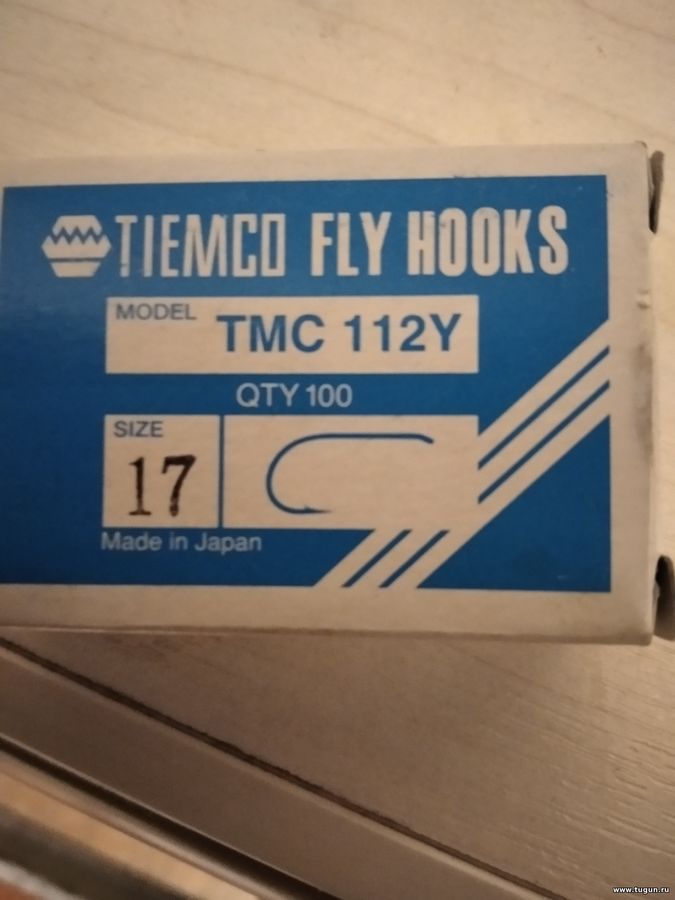 TIEMCO FLY HOOKS
MODEL TMC 112Y
QTY 100
SIZE
17
Made in Japan
www.tugun.ru